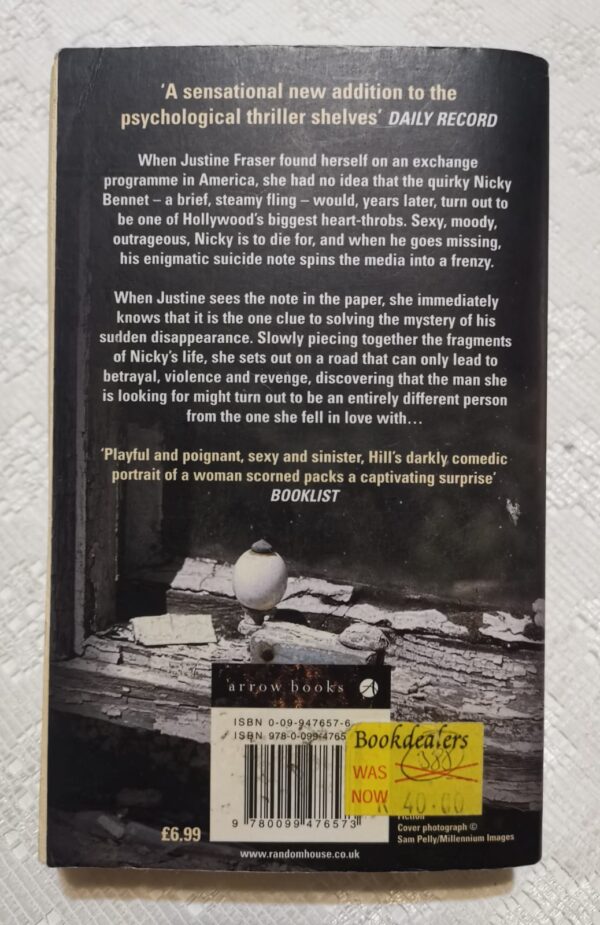 ‘A sensational new addition to the
psychological thriller shelves’ DAILY RECORD
When Justine Fraser found herself on an exchange
programme in America, she had no idea that the quirky Nicky
Bennet – a brief, steamy fling – would, years later, turn out to
be one of Hollywood’s biggest heart-throbs. Sexy, moody,
outrageous, Nicky is to die for, and when he goes missing,
his enigmatic suicide note spins the media into a frenzy.
When Justine sees the note in the paper, she immediately
knows that it is the one clue to solving the mystery of his
sudden disappearance. Slowly piecing together the fragments
of Nicky’s life, she sets out on a road that can only lead to
betrayal, violence and revenge, discovering that the man she
is looking for might turn out to be an entirely different person
from the one she fell in love with…
‘Playful and poignant, sexy and sinister, Hill’s darkly comedic
portrait of a woman scorned packs a captivating surprise’
BOOKLIST
arrow books
ISBN 0-09-947657-6
ISBN 978-0-099-4765
Bookdealers
WAS
NOW R 40.00
9 780099 476573
£6.99
Fiction
Cover photograph ©
Sam Pelly/Millennium Images
www.randomhouse.co.uk